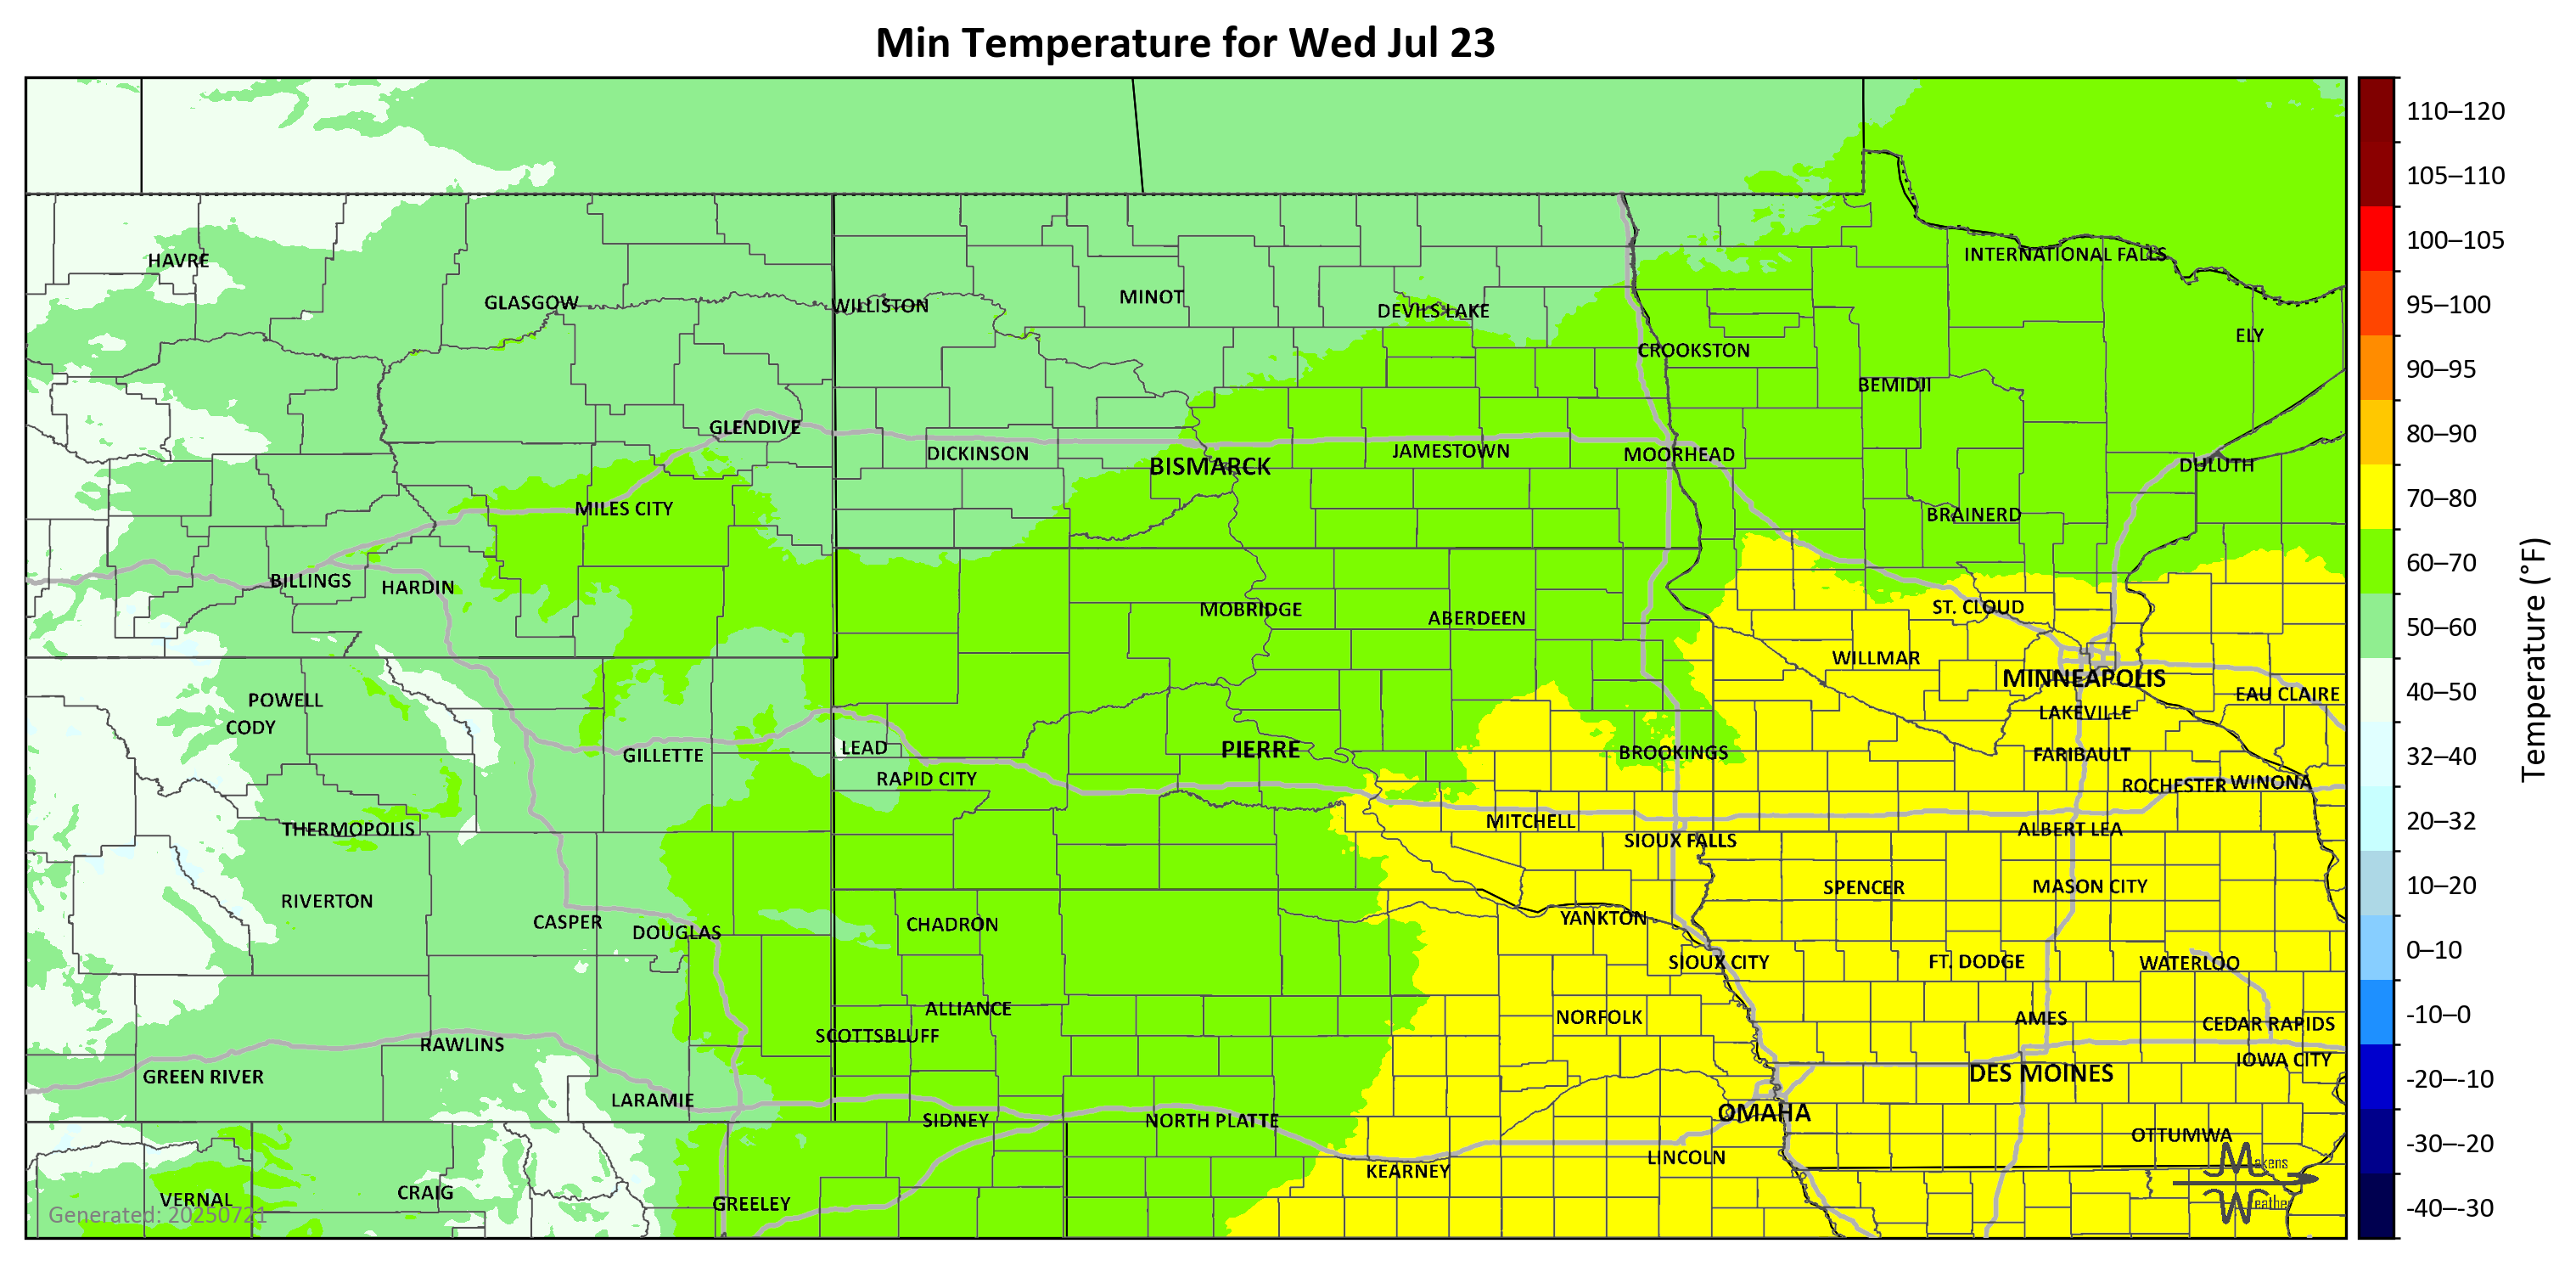 Min Temperature for Wed Jul 23
110–120
105–110
100–105
95–100
90–95
80–90
70–80
60–70
50–60
40–50
32–40
20–32
10–20
0–10
-10–0
-20–-10
-30–-20
-40–-30
Temperature (°F)
INTERNATIONAL FALLS
HAVRE
GLASGOW
WILLISTON
MINOT
DEVILS LAKE
ELY
CROOKSTON
BEMIDJI
GLENDIVE
DICKINSON
BISMARCK
JAMESTOWN
MOORHEAD
DULUTH
MILES CITY
BRAINERD
BILLINGS
HARDIN
MOBRIDGE
ABERDEEN
ST. CLOUD
WILLMAR
MINNEAPOLIS
EAU CLAIRE
POWELL
CODY
LAKEVILLE
GILLETTE
LEAD
PIERRE
BROOKINGS
FARIBAULT
RAPID CITY
ROCHESTER
WINONA
THERMOPOLIS
MITCHELL
ALBERT LEA
SIOUX FALLS
RIVERTON
SPENCER
MASON CITY
CASPER
DOUGLAS
CHADRON
YANKTON
SIOUX CITY
FT. DODGE
WATERLOO
ALLIANCE
NORFOLK
AMES
CEDAR RAPIDS
SCOTTSBLUFF
RAWLINS
IOWA CITY
GREEN RIVER
DES MOINES
LARAMIE
SIDNEY
NORTH PLATTE
OMAHA
OTTUMWA
KEARNEY
LINCOLN
VERNAL
CRAIG
GREELEY
Makens
Weather
Generated: 20250721